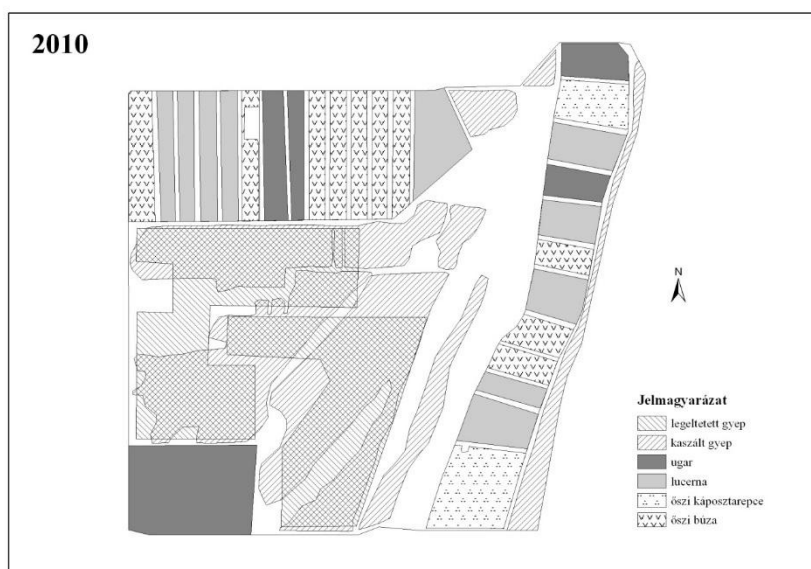 2010
N
Jelmagyarázat
legeltetett gyep
kaszált gyep
ugar
lucerna
őszi káposztarepce
őszi búza